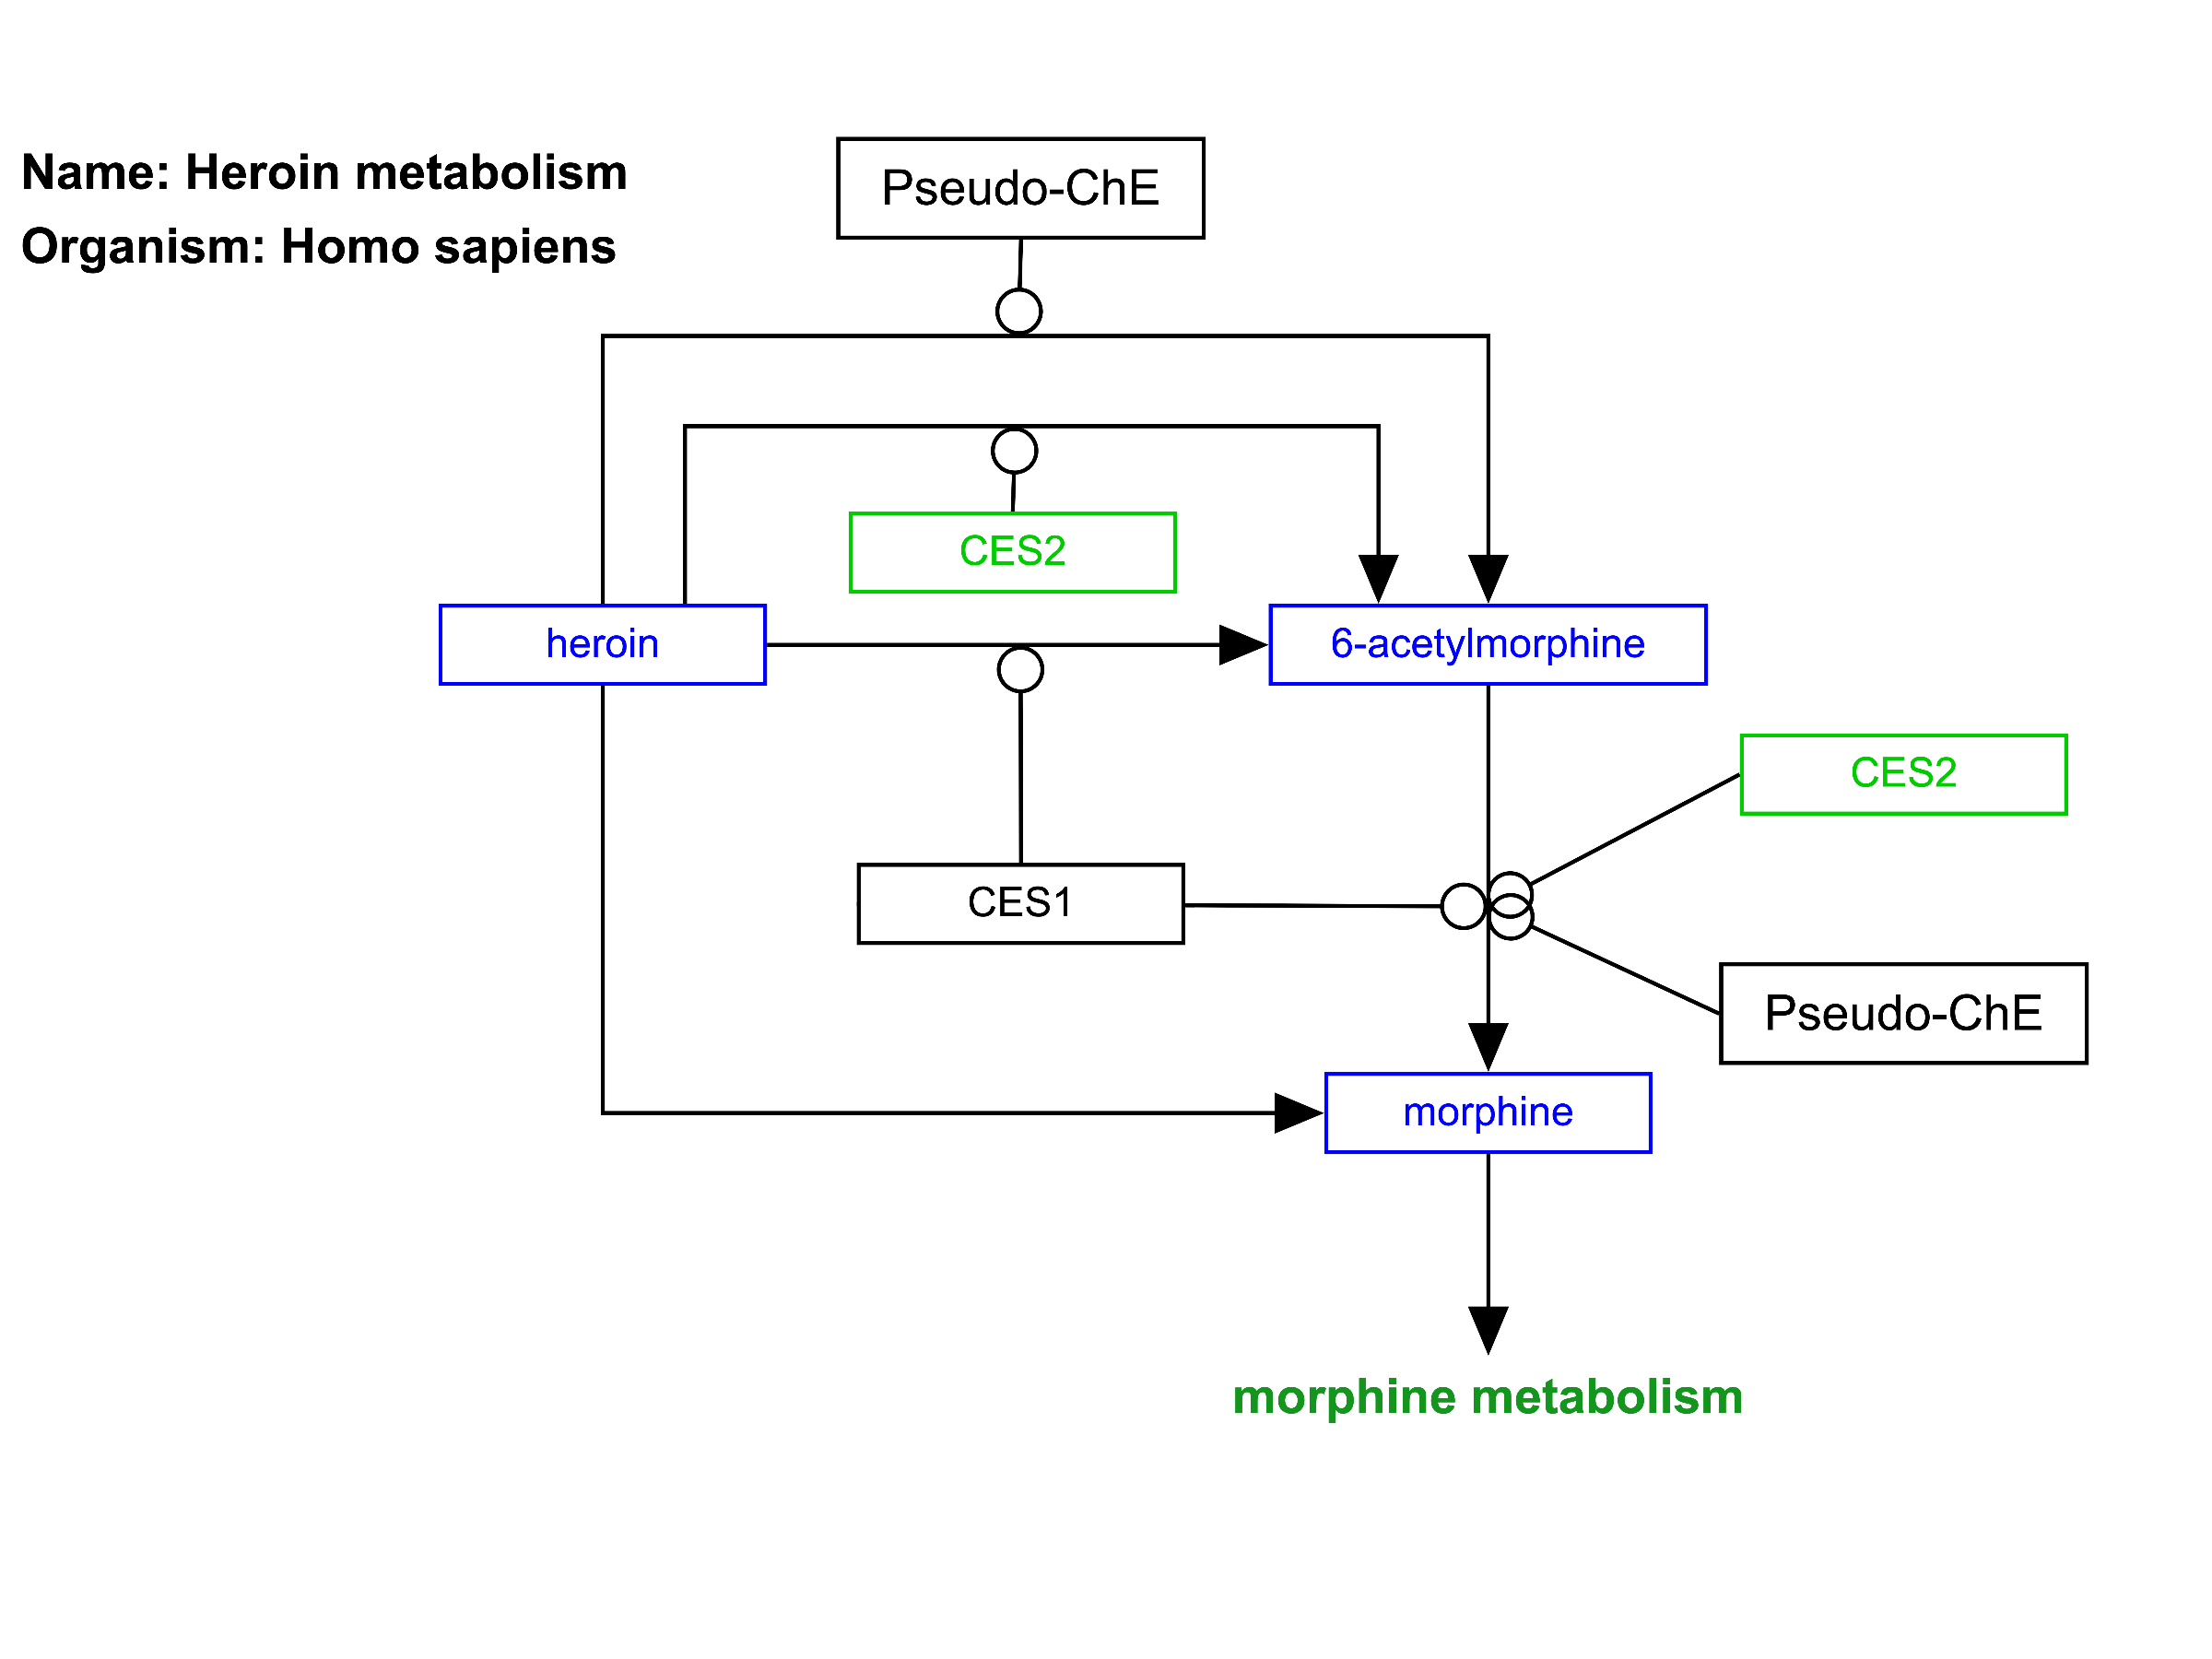 Name: Heroin metabolism
Organism: Homo sapiens
Pseudo-ChE
CES2
heroin
6-acetylmorphine
CES2
CES1
Pseudo-ChE
morphine
morphine metabolism